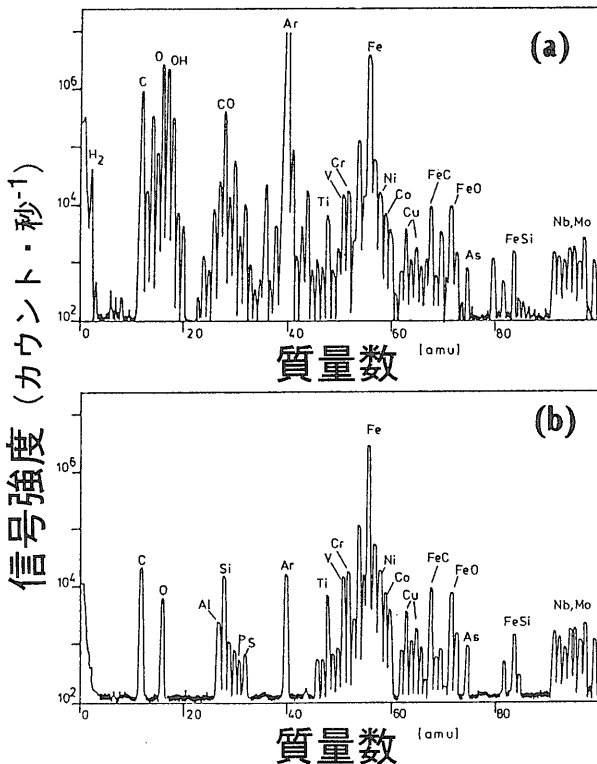 信号強度（カウント・秒-1）
(a)
Ar
Fe
O
OH
10⁶
C
CO
H₂
Cr
V
10⁴
Ni
Co
Ti
Cu
FeC
FeO
As
FeSi
Nb,Mo
10²
0 20 40 60 80
質量数 [amu]
(b)
Fe
10⁶
Cr
V
C
Si
Ar
10⁴
O
Al
P
S
Ti
Ni
Co
Cu
FeC
FeO
As
FeSi
Nb,Mo
10²
0 20 40 60 80
質量数 [amu]